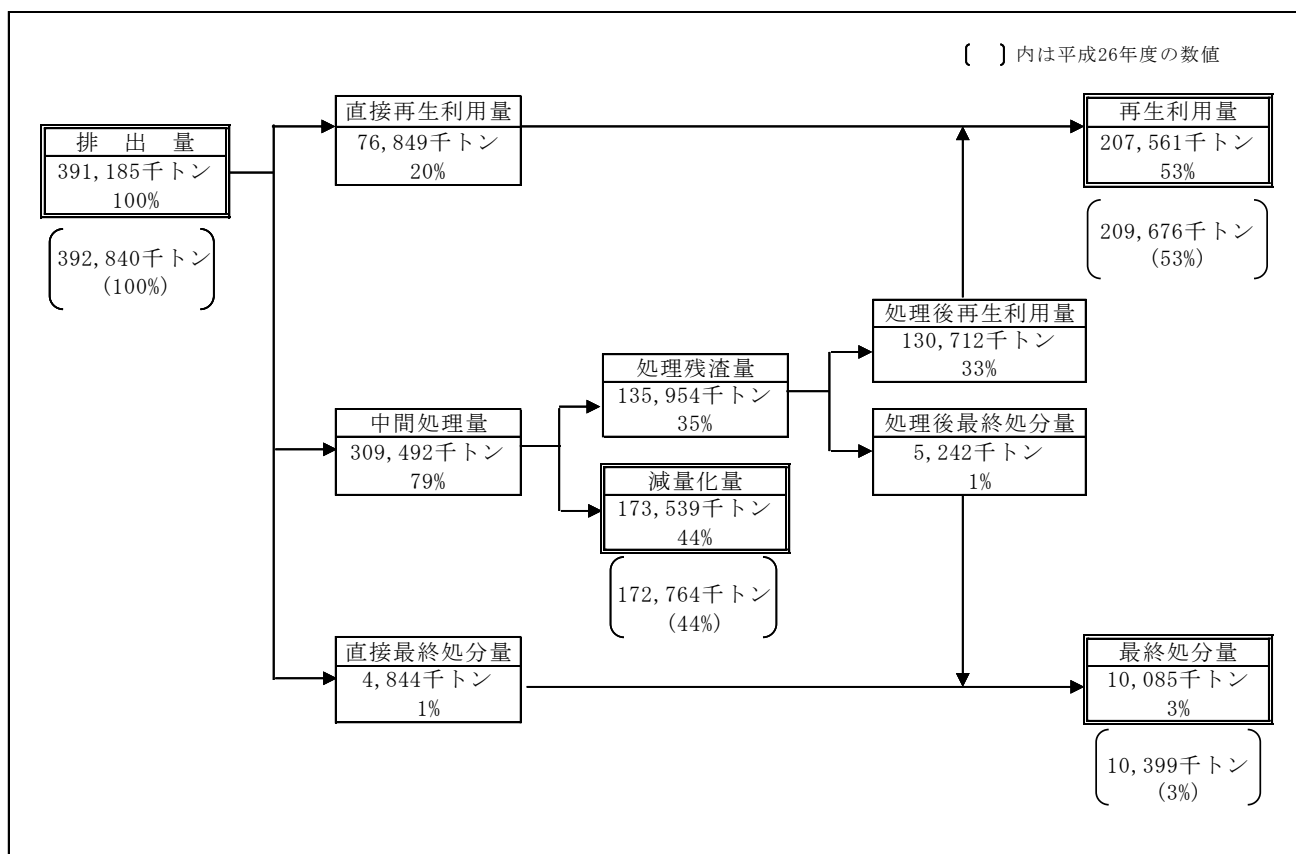 〔 〕内は平成26年度の数値
排 出 量
391,185千トン
100%
392,840千トン
(100%)
直接再生利用量
76,849千トン
20%
中間処理量
309,492千トン
79%
直接最終処分量
4,844千トン
1%
処理残渣量
135,954千トン
35%
減量化量
173,539千トン
44%
172,764千トン
(44%)
処理後再生利用量
130,712千トン
33%
処理後最終処分量
5,242千トン
1%
再生利用量
207,561千トン
53%
209,676千トン
(53%)
最終処分量
10,085千トン
3%
10,399千トン
(3%)